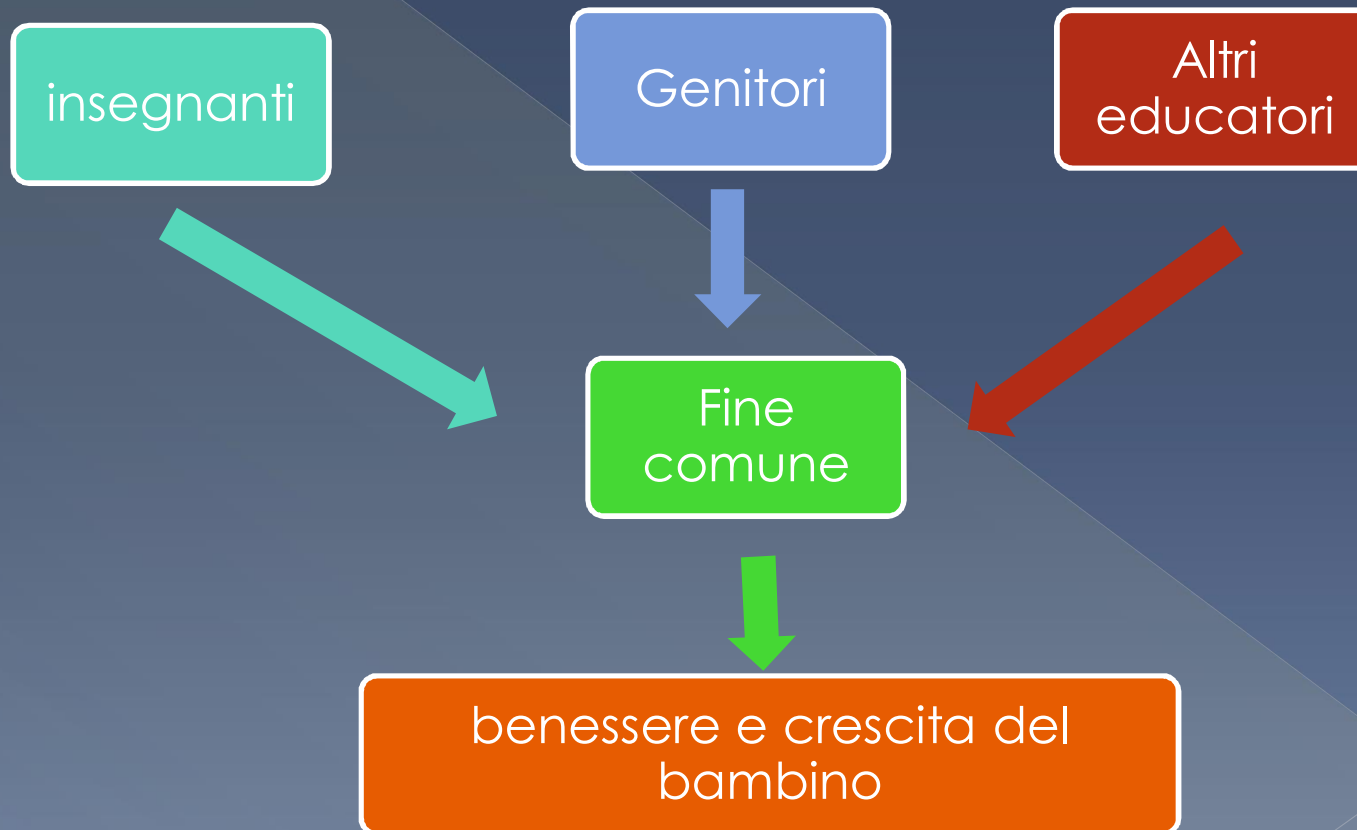 insegnanti
Genitori
Altri
educatori
Fine
comune
benessere e crescita del
bambino